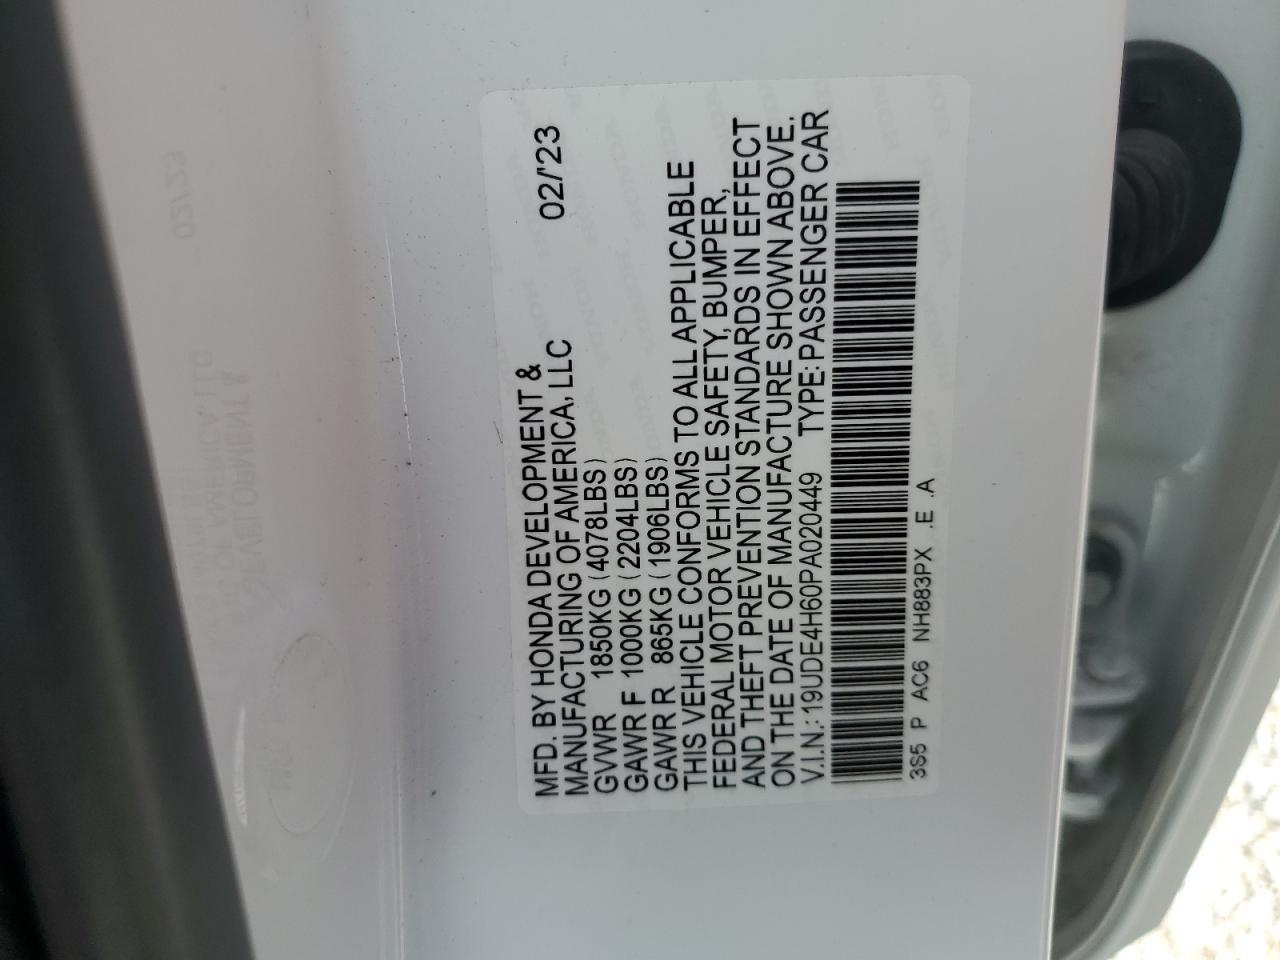 MFD. BY HONDA DEVELOPMENT & 02/'23
MANUFACTURING OF AMERICA, LLC
GVWR 1850KG (4078LBS)
GAWR F 1000KG (2204LBS)
GAWR R 865KG (1906LBS)
THIS VEHICLE CONFORMS TO ALL APPLICABLE
FEDERAL MOTOR VEHICLE SAFETY, BUMPER,
AND THEFT PREVENTION STANDARDS IN EFFECT
ON THE DATE OF MANUFACTURE SHOWN ABOVE.
V.I.N.: 19UDE4H60PA020449 TYPE: PASSENGER CAR
3S5 P AC6 NH883PX .E .A